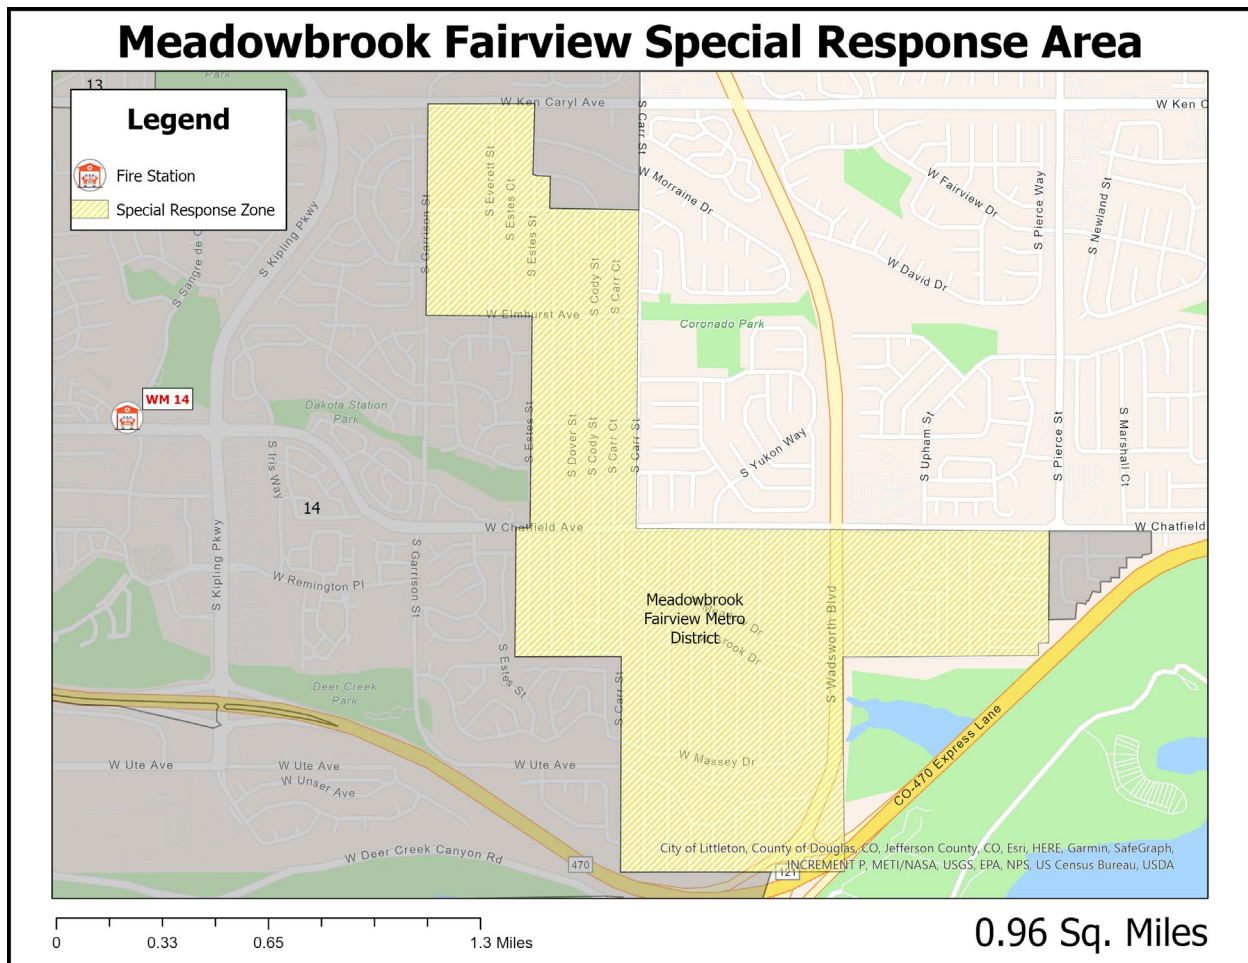 Meadowbrook Fairview Special Response Area
13
Park
Legend
Fire Station
Special Response Zone
W Ken Caryl Ave
W Ken C
S Carr St
S Everett St
S Estes Ct
S Estes St
S Garrison St
S Kipling Pkwy
S Sangre de C
S Cody St
S Carr Ct
W Morraine Dr
W Fairview Dr
S Pierce Way
S Newland St
W David Dr
W Elmhurst Ave
Coronado Park
WM 14
Dakota Station
Park
S Iris Way
14
S Estes St
S Dover St
S Cody St
S Carr Ct
S Carr St
S Yukon Way
S Upham St
S Pierce St
S Marshall Ct
W Chatfield Ave
W Chatfield
S Kipling Pkwy
S Garrison St
W Remington Pl
Meadowbrook
Fairview Metro
District
S Wadsworth Blvd
S Estes St
S Carr St
Deer Creek
Park
W Ute Ave
W Ute Ave
W Ute Ave
W Unser Ave
W Massey Dr
CO-470 Express Lane
W Deer Creek Canyon Rd
470
121
City of Littleton, County of Douglas, CO, Jefferson County, CO, Esri, HERE, Garmin, SafeGraph,
INCREMENT P, METI/NASA, USGS, EPA, NPS, US Census Bureau, USDA
0 0.33 0.65 1.3 Miles
0.96 Sq. Miles